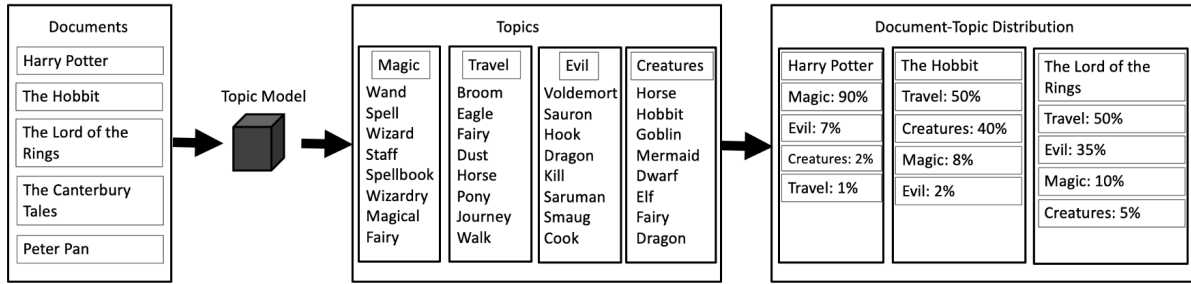 Documents
Harry Potter
The Hobbit
The Lord of the
Rings
The Canterbury
Tales
Peter Pan
Topic Model
Topics
Magic
Wand
Spell
Wizard
Staff
Spellbook
Wizardry
Magical
Fairy
Travel
Broom
Eagle
Fairy
Dust
Horse
Pony
Journey
Walk
Evil
Voldemort
Sauron
Hook
Dragon
Kill
Saruman
Smaug
Cook
Creatures
Horse
Hobbit
Goblin
Mermaid
Dwarf
Elf
Fairy
Dragon
Document-Topic Distribution
Harry Potter
Magic: 90%
Evil: 7%
Creatures: 2%
Travel: 1%
The Hobbit
Travel: 50%
Creatures: 40%
Magic: 8%
Evil: 2%
The Lord of the
Rings
Travel: 50%
Evil: 35%
Magic: 10%
Creatures: 5%